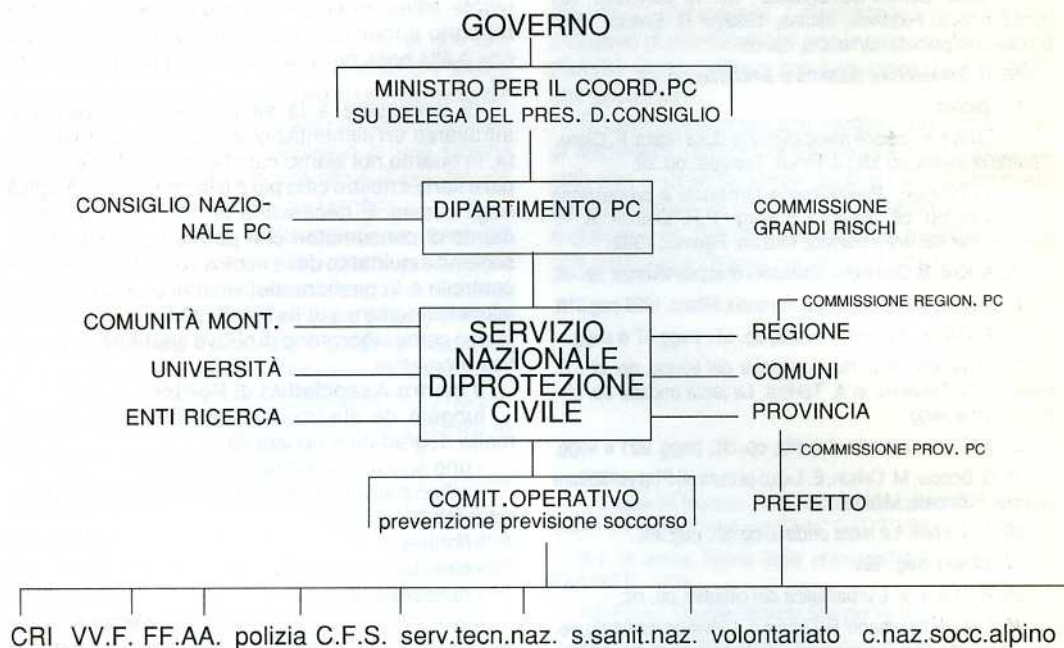 GOVERNO
MINISTRO PER IL COORD.PC
SU DELEGA DEL PRES. D.CONSIGLIO
CONSIGLIO NAZIO-
NALE PC
DIPARTIMENTO PC
COMMISSIONE
GRANDI RISCHI
COMUNITÀ MONT.
UNIVERSITÀ
ENTI RICERCA
SERVIZIO
NAZIONALE
DIPROTEZIONE
CIVILE
COMMISSIONE REGION. PC
REGIONE
COMUNI
PROVINCIA
COMMISSIONE PROV. PC
PREFETTO
COMIT.OPERATIVO
prevenzione previsione soccorso
CRI VV.F. FF.AA. polizia C.F.S. serv.tecn.naz. s.sanit.naz. volontariato c.naz.socc.alpino